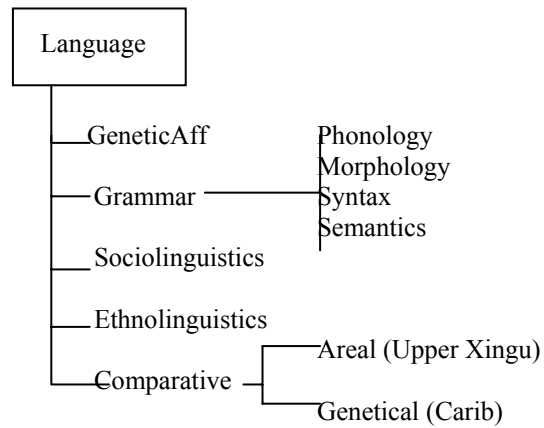 Language
GeneticAff
Phonology
Morphology
Grammar
Syntax
Semantics
Sociolinguistics
Ethnolinguistics
Areal (Upper Xingu)
Comparative
Genetical (Carib)